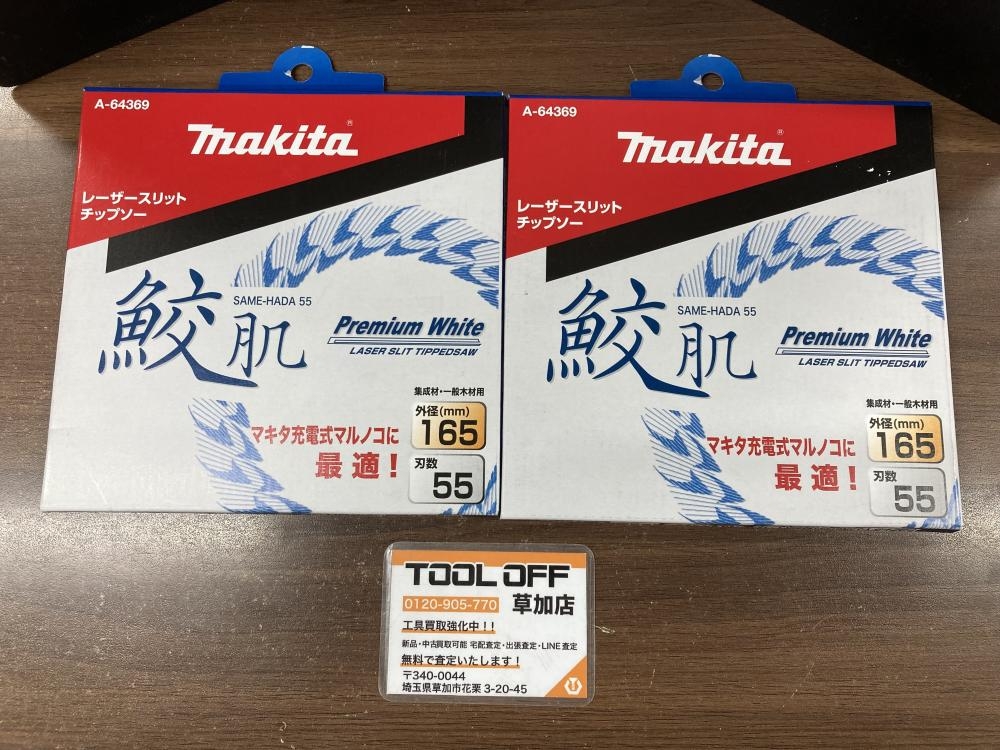 A-64369
makita®
レーザースリット
チップソー
鮫肌
SAME-HADA 55
Premium White
LASER SLIT TIPPEDSAW
集成材・一般木材用
外径(mm)
165
マキタ充電式マルノコに
最適！
刃数
55
A-64369
makita®
レーザースリット
チップソー
鮫肌
SAME-HADA 55
Premium White
LASER SLIT TIPPEDSAW
集成材・一般木材用
外径(mm)
165
マキタ充電式マルノコに
最適！
刃数
55
TOOL OFF
0120-905-770 草加店
工具買取強化中！！
新品・中古買取可能 宅配査定・出張査定・LINE査定
無料で査定いたします！
〒340-0044
埼玉県草加市花栗 3-20-45